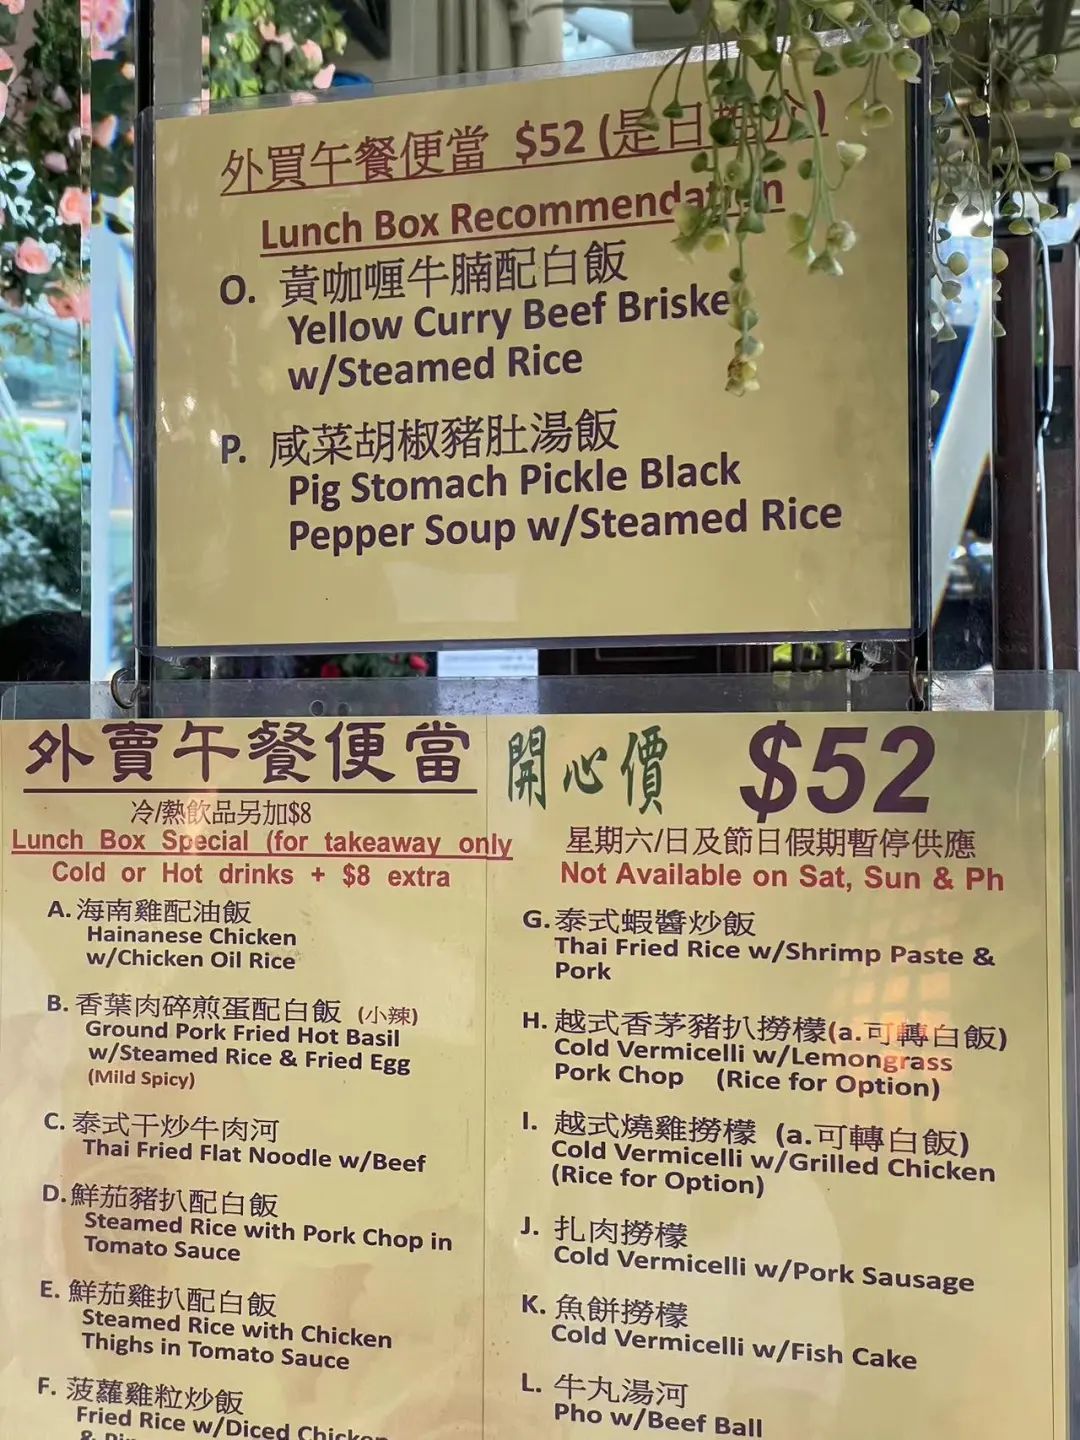 外買午餐便當 $52 (是日推介)
Lunch Box Recommendation
O. 黃咖喱牛腩配白飯
Yellow Curry Beef Briske
w/Steamed Rice
P. 咸菜胡椒豬肚湯飯
Pig Stomach Pickle Black
Pepper Soup w/Steamed Rice
外賣午餐便當
冷/熱飲品另加$8
Lunch Box Special (for takeaway only
Cold or Hot drinks + $8 extra
A. 海南雞配油飯
Hainanese Chicken
w/Chicken Oil Rice
B. 香葉肉碎煎蛋配白飯 (小辣)
Ground Pork Fried Hot Basil
w/Steamed Rice & Fried Egg
(Mild Spicy)
C. 泰式干炒牛肉河
Thai Fried Flat Noodle w/Beef
D. 鮮茄豬扒配白飯
Steamed Rice with Pork Chop in
Tomato Sauce
E. 鮮茄雞扒配白飯
Steamed Rice with Chicken
Thighs in Tomato Sauce
F. 菠蘿雞粒炒飯
Fried Rice w/Diced Chicken
開心價 $52
星期六/日及節日假期暫停供應
Not Available on Sat, Sun & Ph
G. 泰式蝦醬炒飯
Thai Fried Rice w/Shrimp Paste &
Pork
H. 越式香茅豬扒撈檬(a.可轉白飯)
Cold Vermicelli w/Lemongrass
Pork Chop (Rice for Option)
I. 越式燒雞撈檬 (a.可轉白飯)
Cold Vermicelli w/Grilled Chicken
(Rice for Option)
J. 扎肉撈檬
Cold Vermicelli w/Pork Sausage
K. 魚餅撈檬
Cold Vermicelli w/Fish Cake
L. 牛丸湯河
Pho w/Beef Ball